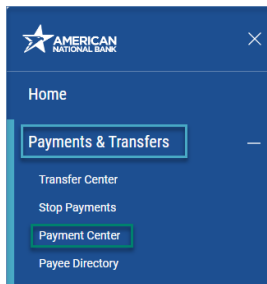 AMERICAN
NATIONAL BANK
Home
Payments & Transfers
Transfer Center
Stop Payments
Payment Center
Payee Directory